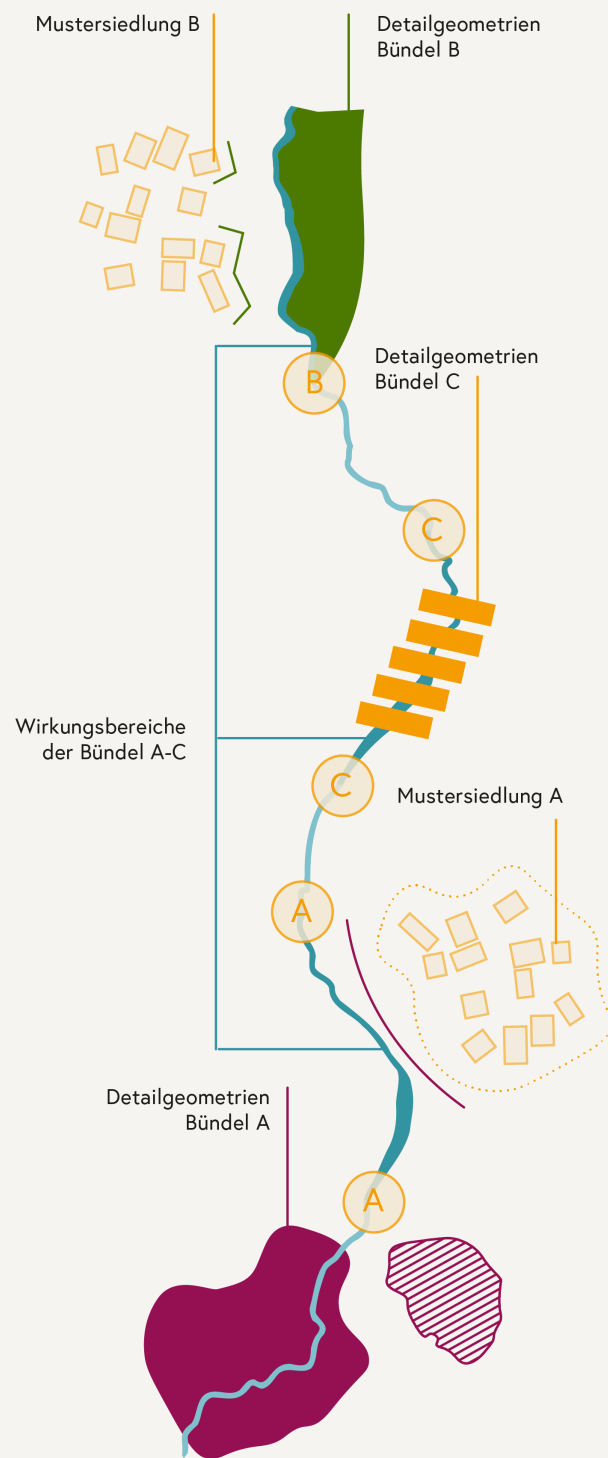 Mustersiedlung B
Detailgeometrien
Bündel B
Detailgeometrien
Bündel C
B
C
Wirkungsbereiche
der Bündel A-C
C
Mustersiedlung A
A
Detailgeometrien
Bündel A
A